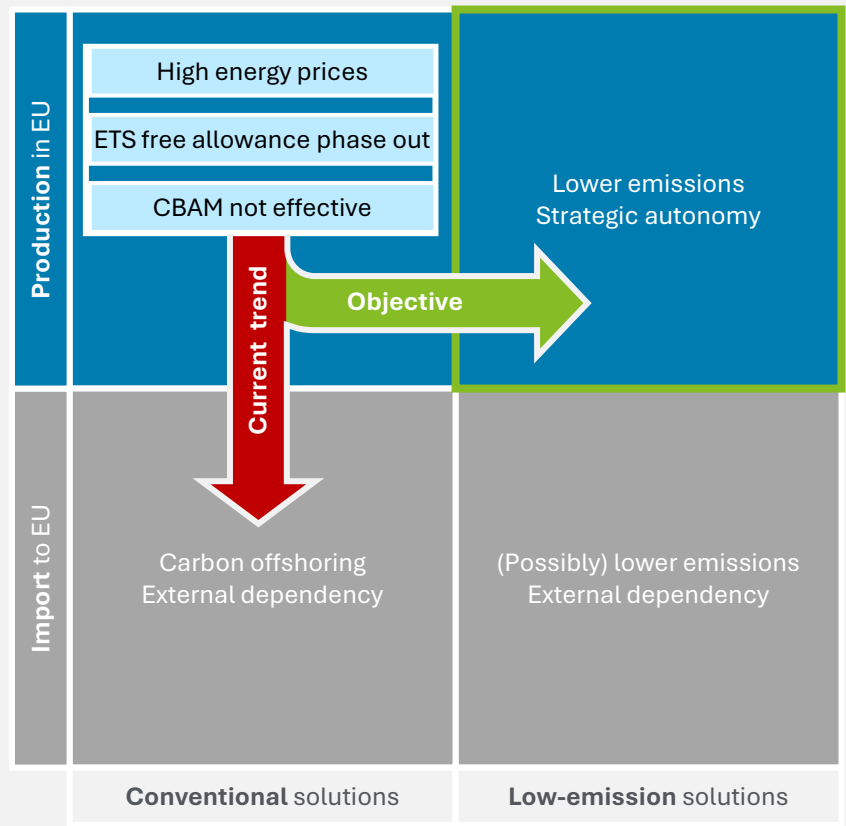 Production in EU
High energy prices
ETS free allowance phase out
CBAM not effective
Lower emissions
Strategic autonomy
Objective
Current trend
Import to EU
Carbon offshoring
External dependency
(Possibly) lower emissions
External dependency
Conventional solutions
Low-emission solutions